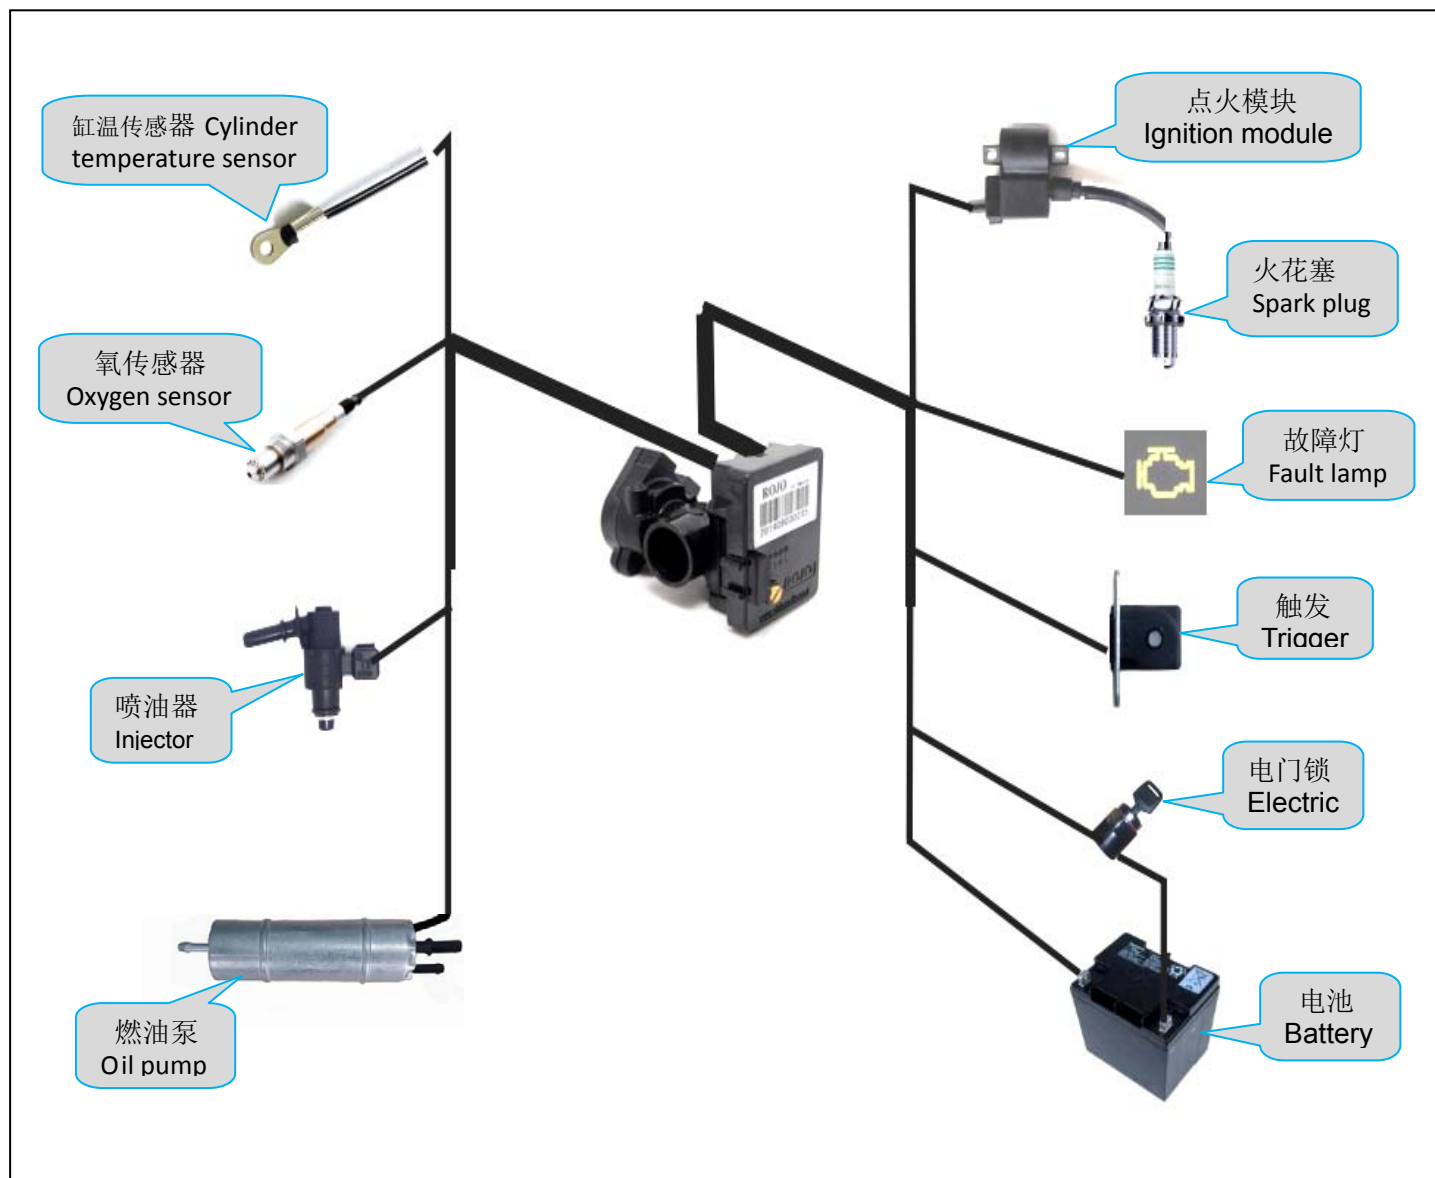 缸温传感器 Cylinder
temperature sensor
点火模块
Ignition module
火花塞
Spark plug
氧传感器
Oxygen sensor
故障灯
Fault lamp
ROJO
触发
Trigger
喷油器
Injector
电门锁
Electric
燃油泵
Oil pump
电池
Battery